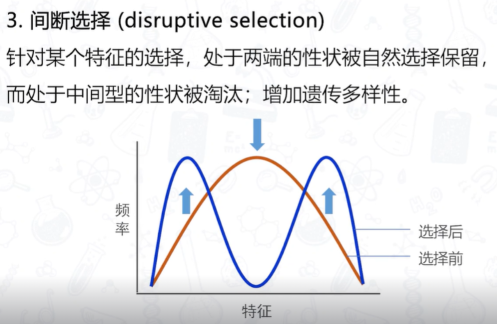 3. 间断选择 (disruptive selection)
针对某个特征的选择，处于两端的性状被自然选择保留，
而处于中间型的性状被淘汰；增加遗传多样性。
频率
选择后
选择前
特征